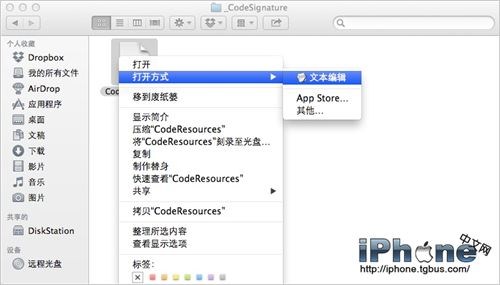 _CodeSignature
个人收藏
Dropbox
我的所有文件
AirDrop
应用程序
桌面
文稿
下载
影片
音乐
图片
共享的
DiskStation
设备
远程光盘
打开
打开方式
移到废纸篓
显示简介
压缩“CodeResources”
将“CodeResources”刻录至光盘...
复制
制作替身
快速查看“CodeResources”
共享
拷贝“CodeResources”
整理所选内容
查看显示选项
标签:
文本编辑
App Store...
其他...
iPhone 中文网
http://iphone.tgbus.com/